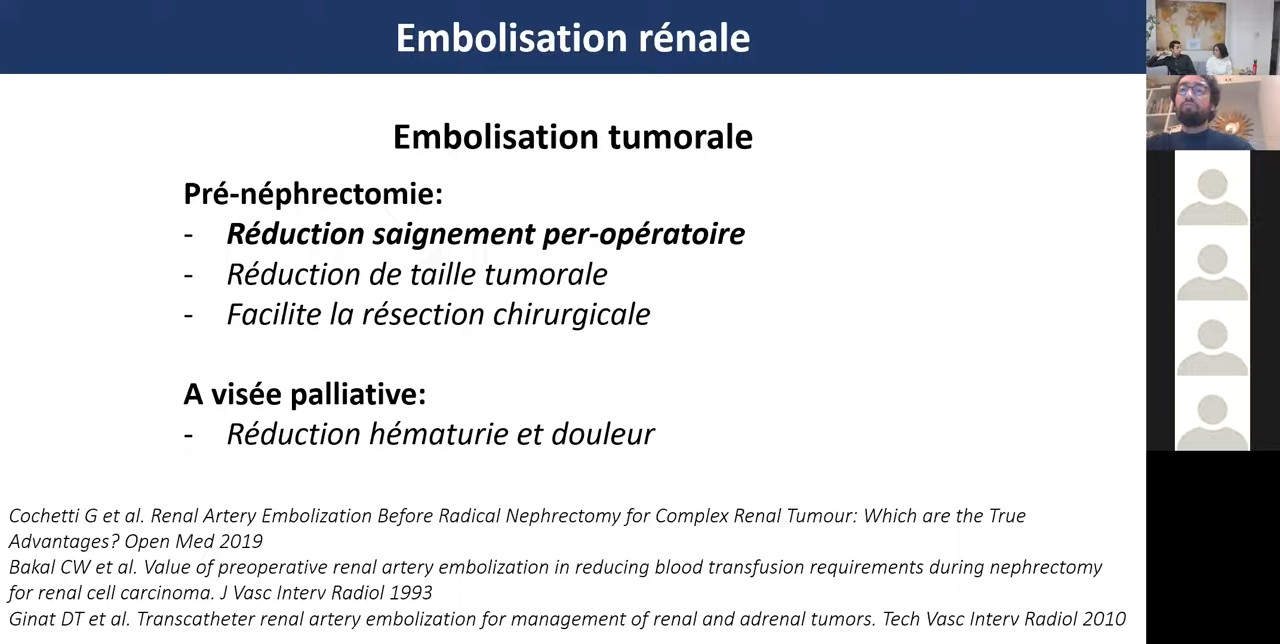 Embolisation rénale
Embolisation tumorale
Pré-néphrectomie:
- Réduction saignement per-opératoire
- Réduction de taille tumorale
- Facilite la résection chirurgicale
A visée palliative:
- Réduction hématurie et douleur
Cochetti G et al. Renal Artery Embolization Before Radical Nephrectomy for Complex Renal Tumour: Which are the True
Advantages? Open Med 2019
Bakal CW et al. Value of preoperative renal artery embolization in reducing blood transfusion requirements during nephrectomy
for renal cell carcinoma. J Vasc Interv Radiol 1993
Ginat DT et al. Transcatheter renal artery embolization for management of renal and adrenal tumors. Tech Vasc Interv Radiol 2010